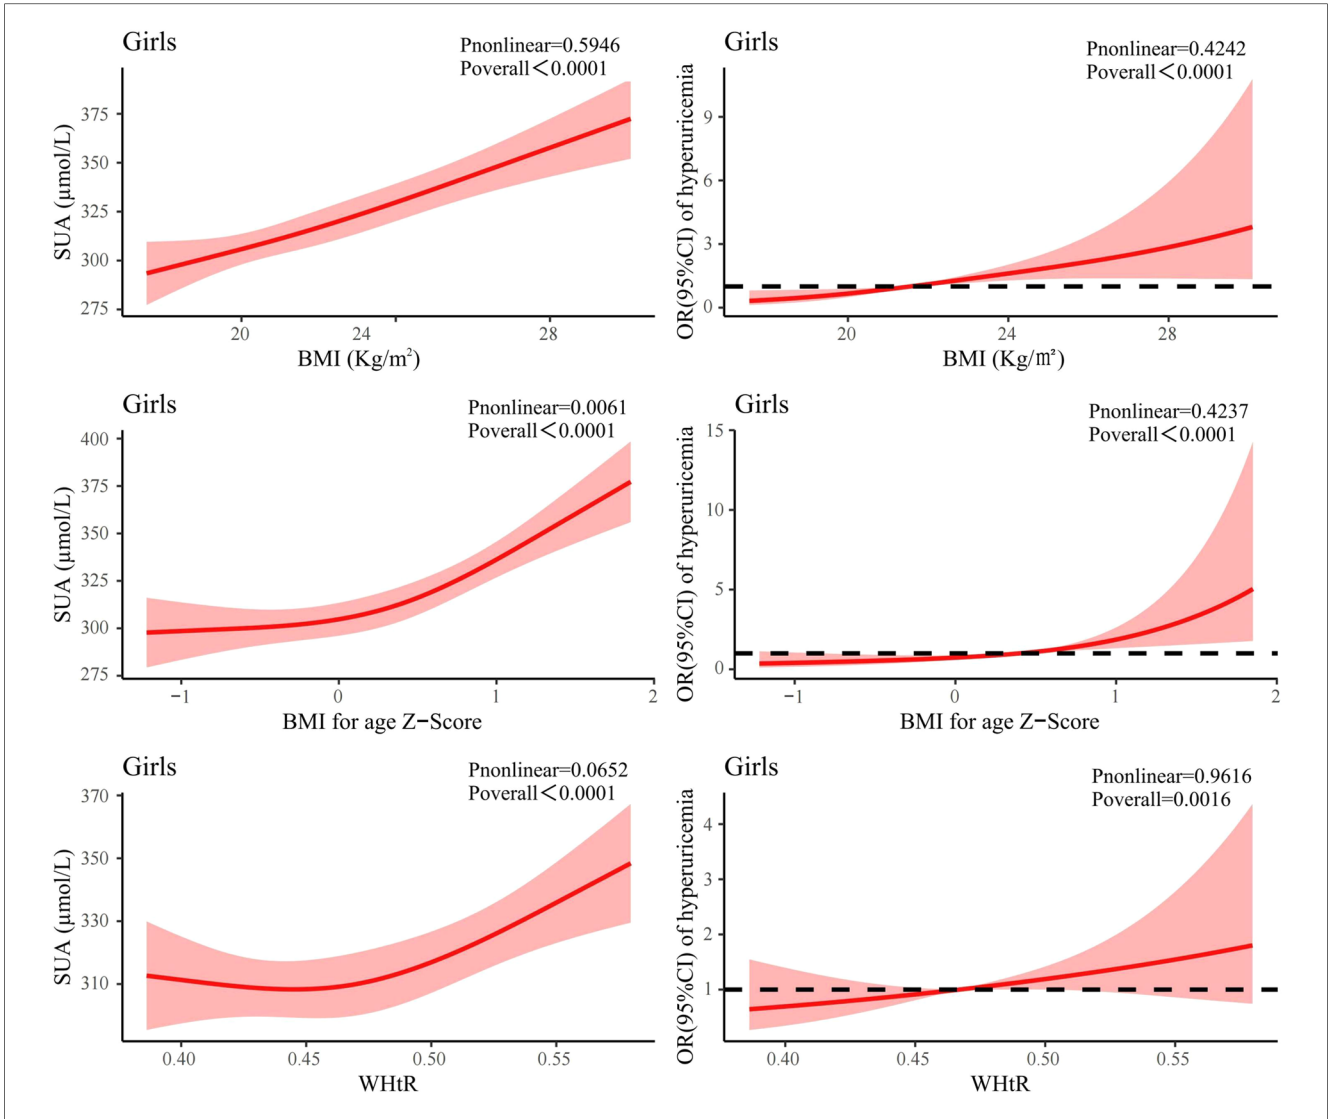 Girls
Pnonlinear=0.5946
Poverall<0.0001
SUA (μmol/L)
375
350
325
300
275
20
24
28
BMI (Kg/m²)
Girls
Pnonlinear=0.4242
Poverall<0.0001
OR(95%CI) of hyperuricemia
9
6
3
0
20
24
28
BMI (Kg/m²)
Girls
Pnonlinear=0.0061
Poverall<0.0001
SUA (μmol/L)
400
375
350
325
300
275
−1
0
1
2
BMI for age Z−Score
Girls
Pnonlinear=0.4237
Poverall<0.0001
OR(95%CI) of hyperuricemia
15
10
5
0
−1
0
1
2
BMI for age Z−Score
Girls
Pnonlinear=0.0652
Poverall<0.0001
SUA (μmol/L)
370
350
330
310
0.40
0.45
0.50
0.55
WHtR
Girls
Pnonlinear=0.9616
Poverall=0.0016
OR(95%CI) of hyperuricemia
4
3
2
1
0.40
0.45
0.50
0.55
WHtR